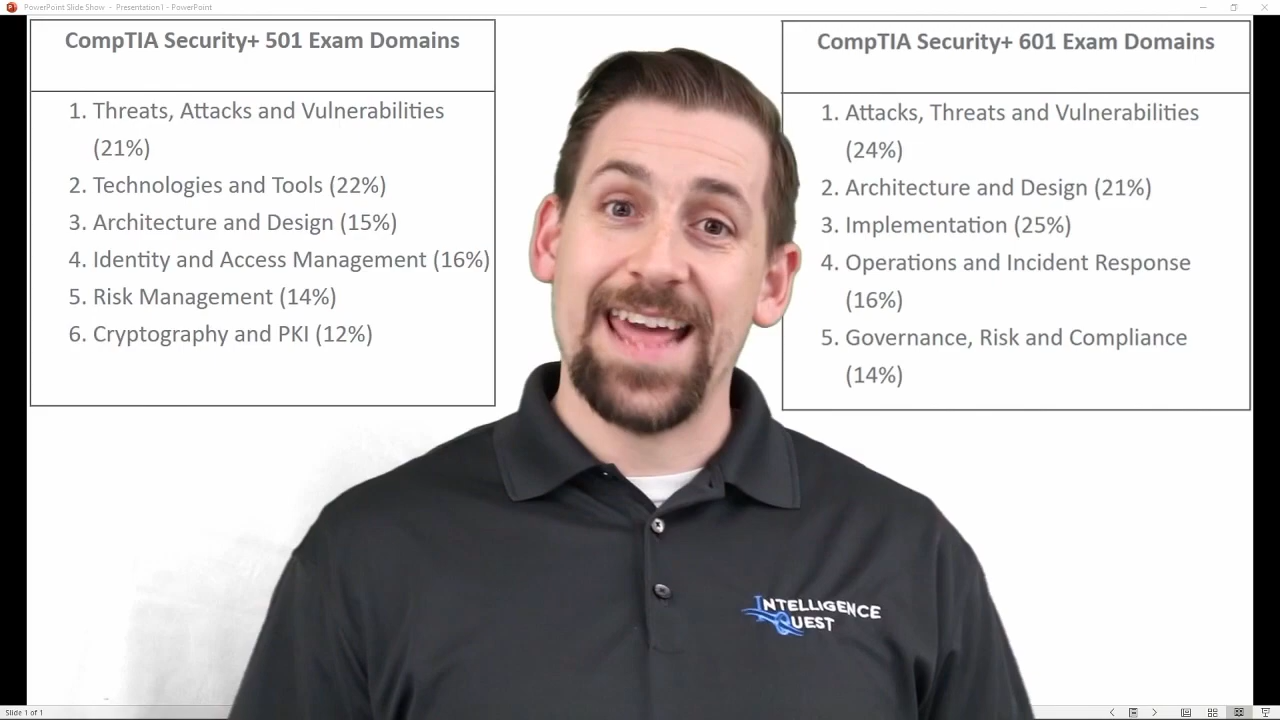 PowerPoint Slide Show - Presentation1 - PowerPoint
CompTIA Security+ 501 Exam Domains
1. Threats, Attacks and Vulnerabilities
(21%)
2. Technologies and Tools (22%)
3. Architecture and Design (15%)
4. Identity and Access Management (16%)
5. Risk Management (14%)
6. Cryptography and PKI (12%)
CompTIA Security+ 601 Exam Domains
1. Attacks, Threats and Vulnerabilities
(24%)
2. Architecture and Design (21%)
3. Implementation (25%)
4. Operations and Incident Response
(16%)
5. Governance, Risk and Compliance
(14%)
INTELLIGENCE
QUEST
Slide 1 of 1